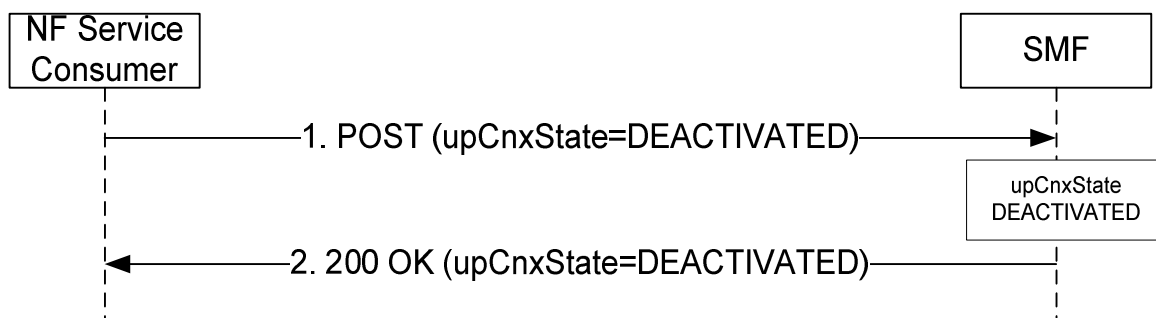 NF Service
Consumer
SMF
1. POST (upCnxState=DEACTIVATED)
upCnxState
DEACTIVATED
2. 200 OK (upCnxState=DEACTIVATED)